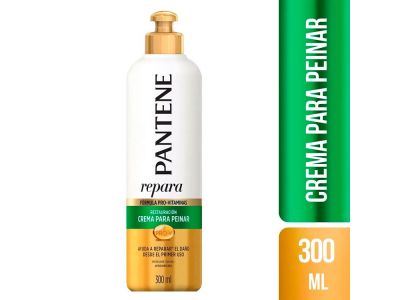 PANTENE
repara
FÓRMULA PRO-VITAMINAS
RESTAURACIÓN
CREMA PARA PEINAR
PRO-V
AYUDA A REPARAR* EL DAÑO
DESDE EL PRIMER USO
300 ml
CREMA PARA PEINAR
300
ML